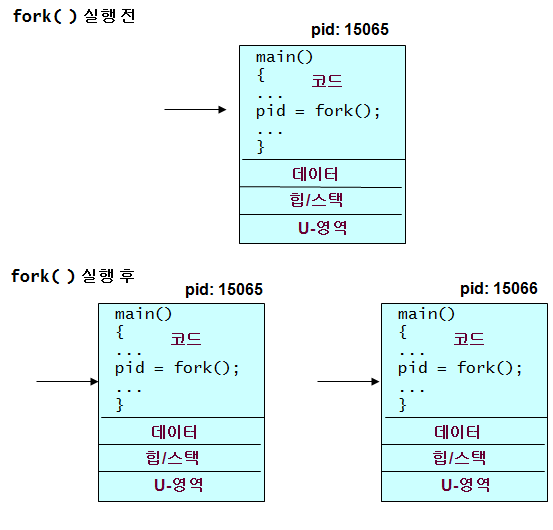 fork( ) 실행 전
pid: 15065
main()
{
코드
...
pid = fork();
...
}
데이터
힙/스택
U-영역
fork( ) 실행 후
pid: 15065
main()
{
코드
...
pid = fork();
...
}
데이터
힙/스택
U-영역
pid: 15066
main()
{
코드
...
pid = fork();
...
}
데이터
힙/스택
U-영역